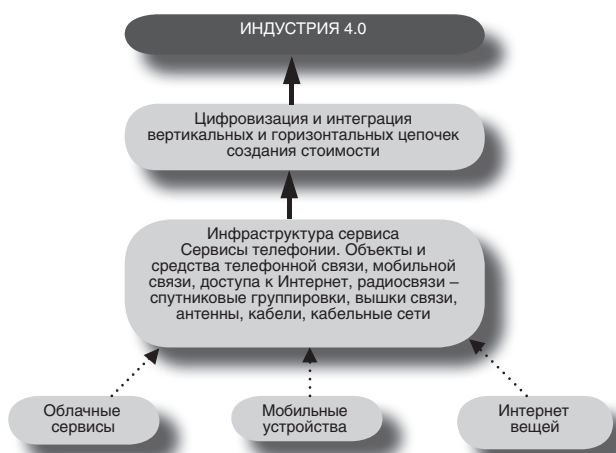 ИНДУСТРИЯ 4.0
Цифровизация и интеграция
вертикальных и горизонтальных цепочек
создания стоимости
Инфраструктура сервиса
Сервисы телефонии. Объекты и
средства телефонной связи, мобильной
связи, доступа к Интернет, радиосвязи –
спутниковые группировки, вышки связи,
антенны, кабели, кабельные сети
Облачные
сервисы
Мобильные
устройства
Интернет
вещей